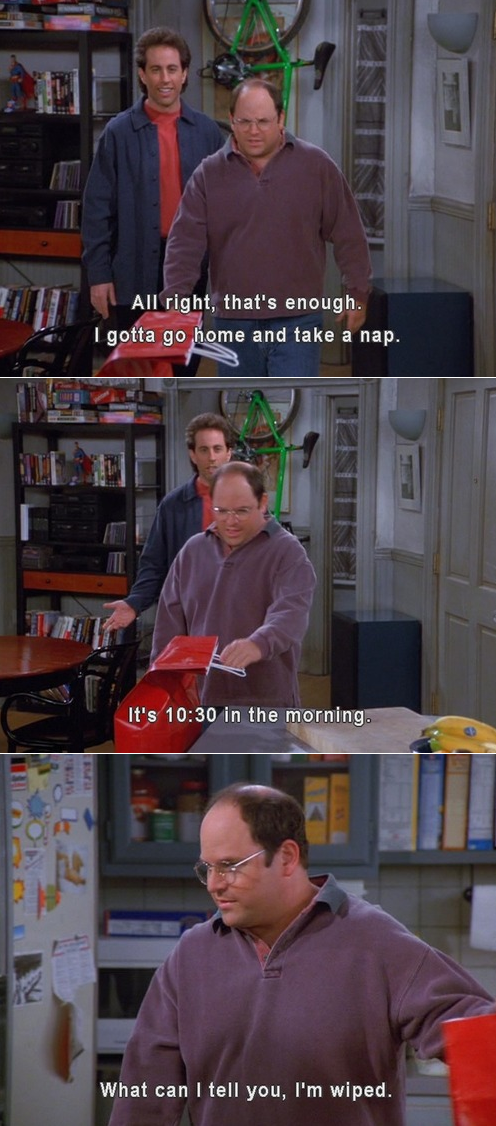 All right, that's enough.
I gotta go home and take a nap.
It's 10:30 in the morning.
What can I tell you, I'm wiped.